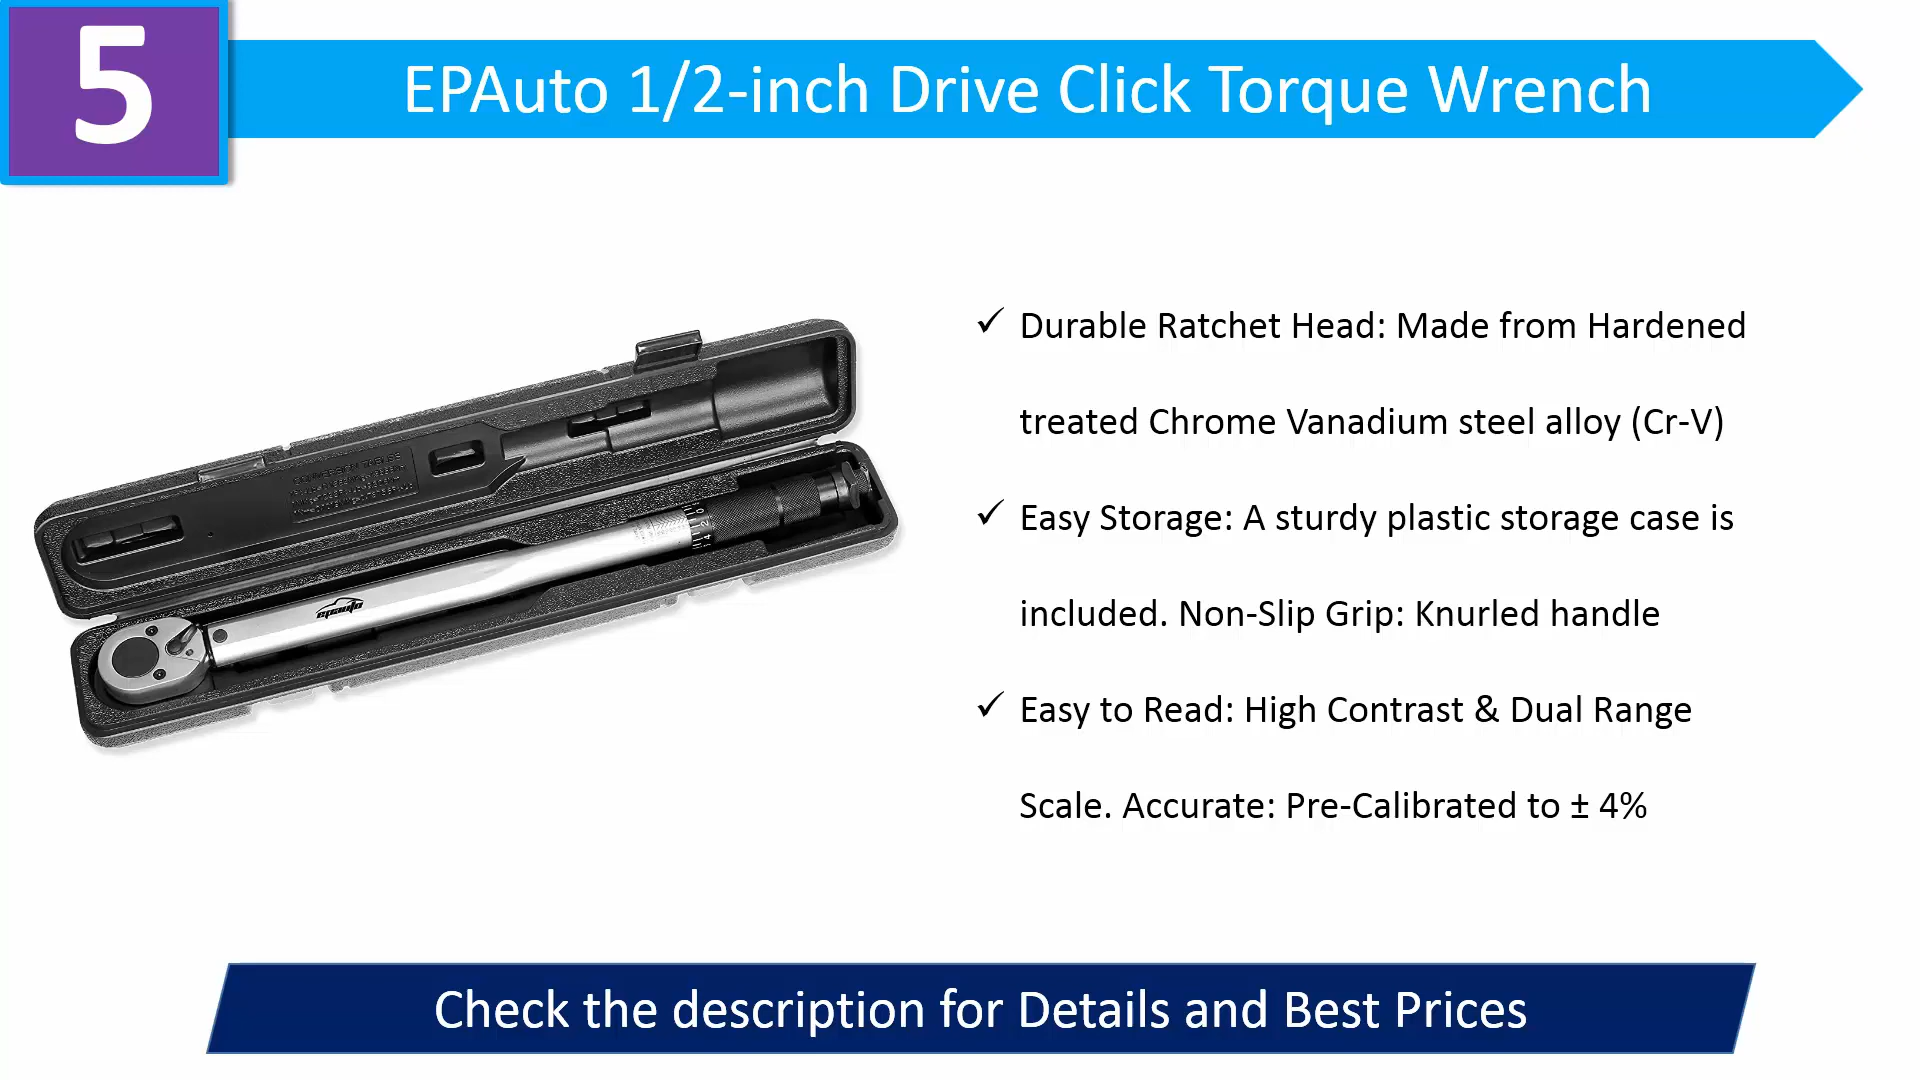 5
EPAuto 1/2-inch Drive Click Torque Wrench
✓ Durable Ratchet Head: Made from Hardened
treated Chrome Vanadium steel alloy (Cr-V)
✓ Easy Storage: A sturdy plastic storage case is
included. Non-Slip Grip: Knurled handle
✓ Easy to Read: High Contrast & Dual Range
Scale. Accurate: Pre-Calibrated to ± 4%
epauto
Check the description for Details and Best Prices